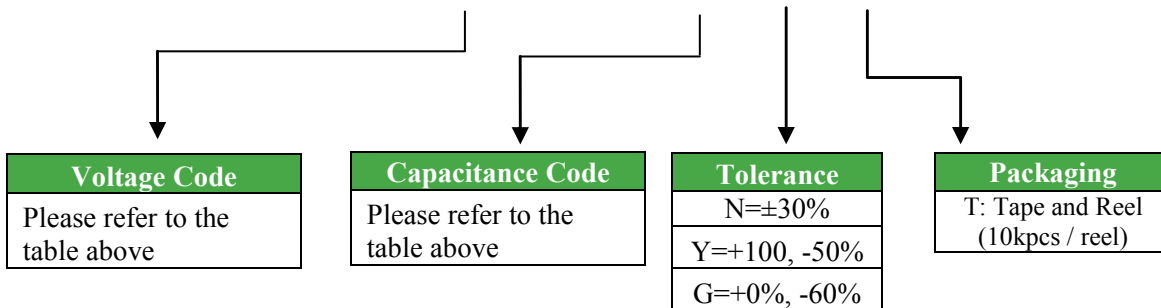 Voltage Code
Please refer to the
table above
Capacitance Code
Please refer to the
table above
Tolerance
N=±30%
Y=+100, -50%
G=+0%, -60%
Packaging
T: Tape and Reel
(10kpcs / reel)